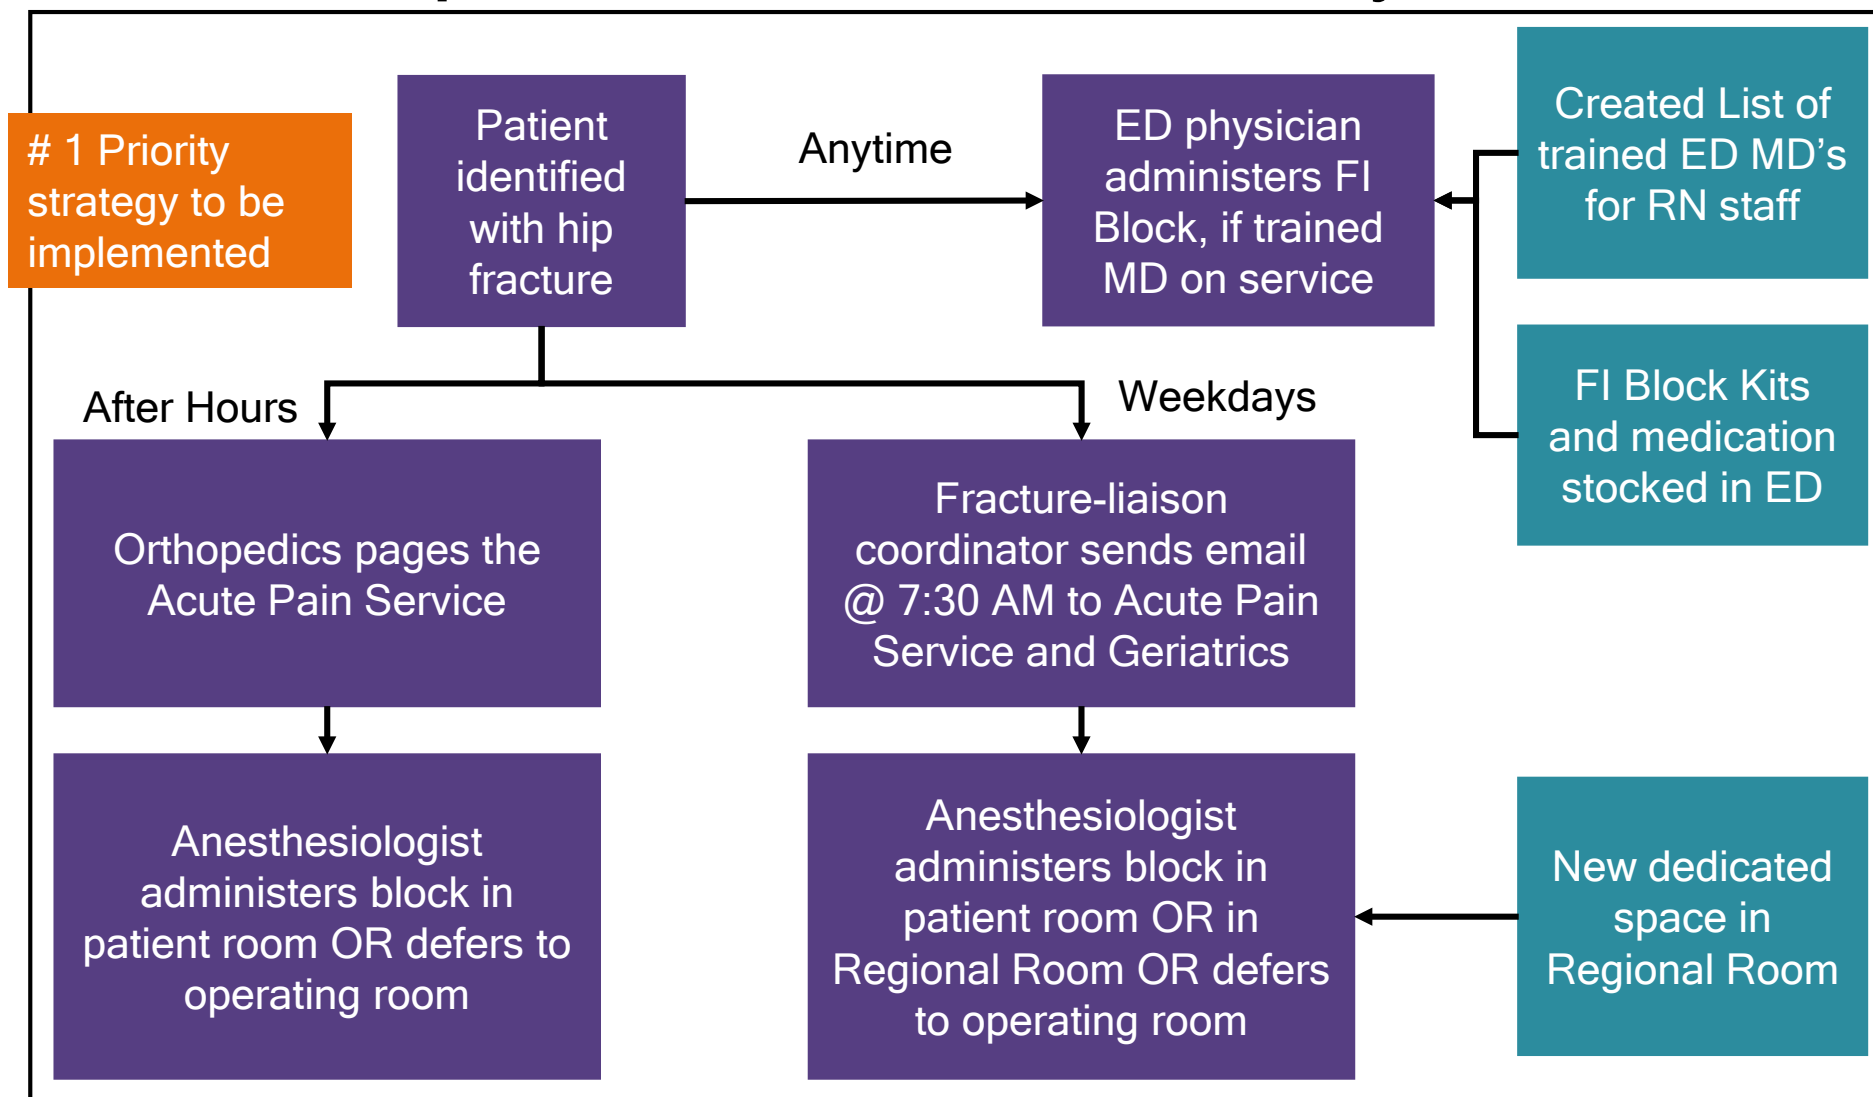 # 1 Priority
strategy to be
implemented
Patient
identified
with hip
fracture
Anytime
ED physician
administers FI
Block, if trained
MD on service
Created List of
trained ED MD’s
for RN staff
FI Block Kits
and medication
stocked in ED
After Hours
Weekdays
Orthopedics pages the
Acute Pain Service
Fracture-liaison
coordinator sends email
@ 7:30 AM to Acute Pain
Service and Geriatrics
Anesthesiologist
administers block in
patient room OR defers to
operating room
Anesthesiologist
administers block in
patient room OR in
Regional Room OR defers
to operating room
New dedicated
space in
Regional Room